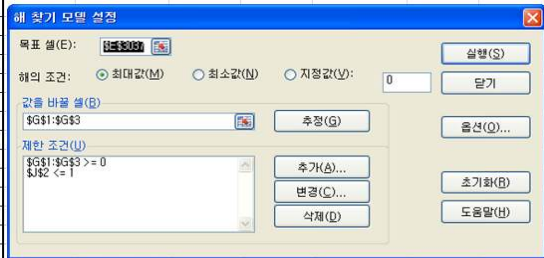 해 찾기 모델 설정
목표 셀(E):
해의 조건: 최대값(M) 최소값(N) 지정값(V): 0
값을 바꿀 셀(B)
$G$1:$G$3
추정(G)
제한 조건(U)
$G$1:$G$3 >= 0
$J$2 <= 1
추가(A)...
변경(C)...
삭제(D)
실행(S)
닫기
옵션(O)...
초기화(R)
도움말(H)